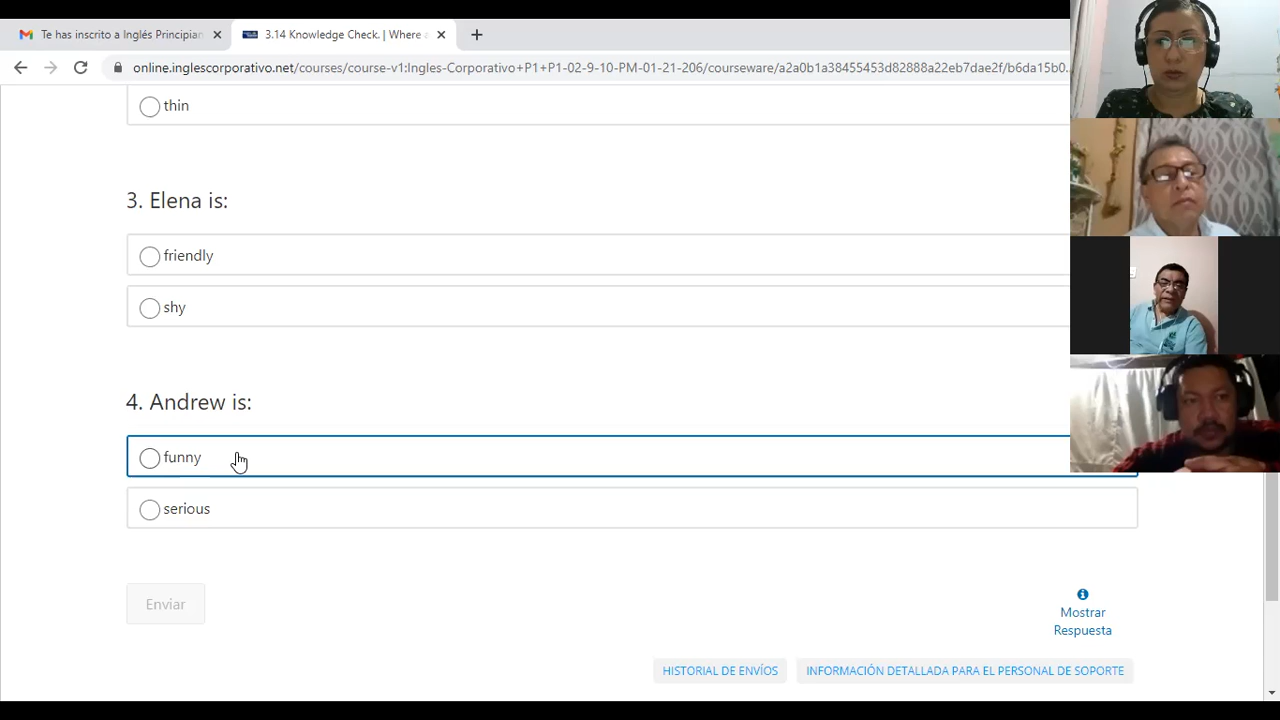 Te has inscrito a Inglés Principian
3.14 Knowledge Check. | Where a
online.inglescorporativo.net/courses/course-v1:Ingles-Corporativo+P1+P1-02-9-10-PM-01-21-206/courseware/a2a0b1a38455453d82888a22eb7dae2f/b6da15b0...
thin
3. Elena is:
friendly
shy
4. Andrew is:
funny
serious
Enviar
Mostrar
Respuesta
HISTORIAL DE ENVÍOS
INFORMACIÓN DETALLADA PARA EL PERSONAL DE SOPORTE